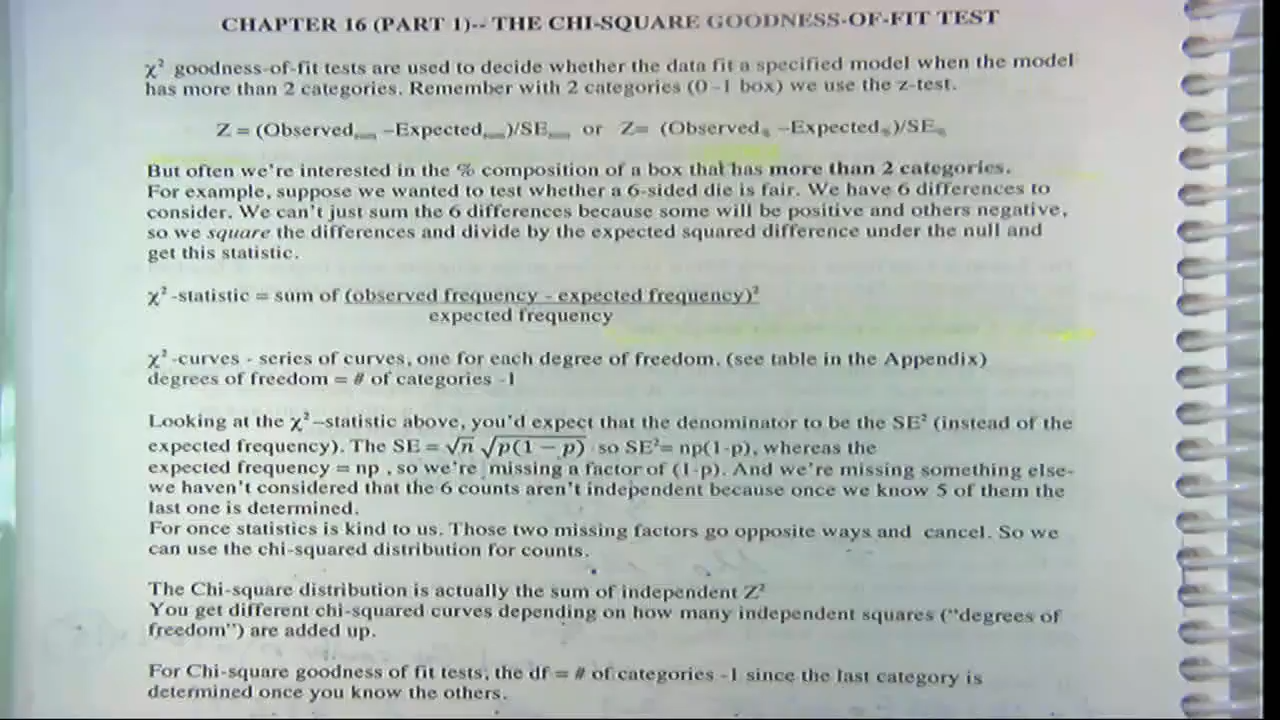 CHAPTER 16 (PART 1)-- THE CHI-SQUARE GOODNESS-OF-FIT TEST
χ² goodness-of-fit tests are used to decide whether the data fit a specified model when the model
has more than 2 categories. Remember with 2 categories (0 -1 box) we use the z-test.
Z = (Observed -Expected)/SE or Z= (Observed% -Expected%)/SE%
But often we're interested in the % composition of a box that has more than 2 categories.
For example, suppose we wanted to test whether a 6-sided die is fair. We have 6 differences to
consider. We can't just sum the 6 differences because some will be positive and others negative,
so we square the differences and divide by the expected squared difference under the null and
get this statistic.
χ² -statistic = sum of (observed frequency - expected frequency)²
expected frequency
χ² -curves - series of curves, one for each degree of freedom. (see table in the Appendix)
degrees of freedom = # of categories -1
Looking at the χ² –statistic above, you'd expect that the denominator to be the SE² (instead of the
expected frequency). The SE = √n √p(1 − p) so SE²= np(1-p), whereas the
expected frequency = np , so we're missing a factor of (1-p). And we're missing something else-
we haven't considered that the 6 counts aren't independent because once we know 5 of them the
last one is determined.
For once statistics is kind to us. Those two missing factors go opposite ways and cancel. So we
can use the chi-squared distribution for counts.
The Chi-square distribution is actually the sum of independent Z²
You get different chi-squared curves depending on how many independent squares ("degrees of
freedom") are added up.
For Chi-square goodness of fit tests, the df = # of categories -1 since the last category is
determined once you know the others.